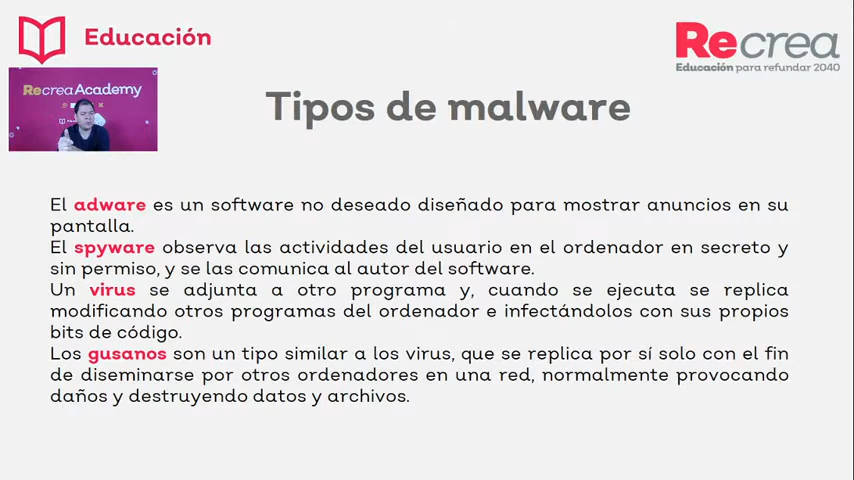 Educación
Recrea
Educación para refundar 2040
Recrea Academy
Tipos de malware
El adware es un software no deseado diseñado para mostrar anuncios en su
pantalla.
El spyware observa las actividades del usuario en el ordenador en secreto y
sin permiso, y se las comunica al autor del software.
Un virus se adjunta a otro programa y, cuando se ejecuta se replica
modificando otros programas del ordenador e infectándolos con sus propios
bits de código.
Los gusanos son un tipo similar a los virus, que se replica por sí solo con el fin
de diseminarse por otros ordenadores en una red, normalmente provocando
daños y destruyendo datos y archivos.